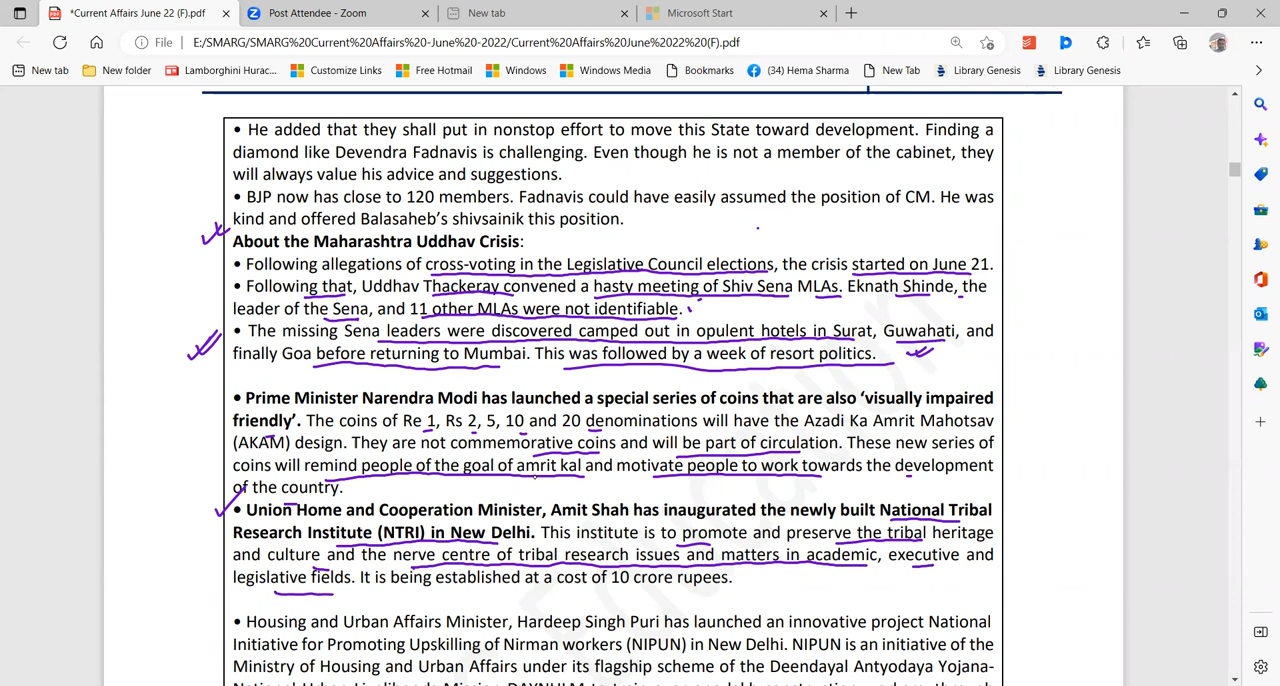 *Current Affairs June 22 (F).pdf
Post Attendee - Zoom
New tab
Microsoft Start
File
E:/SMARG/SMARG%20Current%20Affairs%20-June%20-2022/Current%20Affairs%20June%2022%20(F).pdf
New tab
New folder
Lamborghini Hurac...
Customize Links
Free Hotmail
Windows
Windows Media
Bookmarks
(34) Hema Sharma
New Tab
Library Genesis
Library Genesis
• He added that they shall put in nonstop effort to move this State toward development. Finding a
diamond like Devendra Fadnavis is challenging. Even though he is not a member of the cabinet, they
will always value his advice and suggestions.
• BJP now has close to 120 members. Fadnavis could have easily assumed the position of CM. He was
kind and offered Balasaheb's shivsainik this position.
About the Maharashtra Uddhav Crisis:
• Following allegations of cross-voting in the Legislative Council elections, the crisis started on June 21.
• Following that, Uddhav Thackeray convened a hasty meeting of Shiv Sena MLAs. Eknath Shinde, the
leader of the Sena, and 11 other MLAs were not identifiable.
• The missing Sena leaders were discovered camped out in opulent hotels in Surat, Guwahati, and
finally Goa before returning to Mumbai. This was followed by a week of resort politics.
• Prime Minister Narendra Modi has launched a special series of coins that are also 'visually impaired
friendly'. The coins of Re 1, Rs 2, 5, 10 and 20 denominations will have the Azadi Ka Amrit Mahotsav
(AKAM) design. They are not commemorative coins and will be part of circulation. These new series of
coins will remind people of the goal of amrit kal and motivate people to work towards the development
of the country.
• Union Home and Cooperation Minister, Amit Shah has inaugurated the newly built National Tribal
Research Institute (NTRI) in New Delhi. This institute is to promote and preserve the tribal heritage
and culture and the nerve centre of tribal research issues and matters in academic, executive and
legislative fields. It is being established at a cost of 10 crore rupees.
• Housing and Urban Affairs Minister, Hardeep Singh Puri has launched an innovative project National
Initiative for Promoting Upskilling of Nirman workers (NIPUN) in New Delhi. NIPUN is an initiative of the
Ministry of Housing and Urban Affairs under its flagship scheme of the Deendayal Antyodaya Yojana-